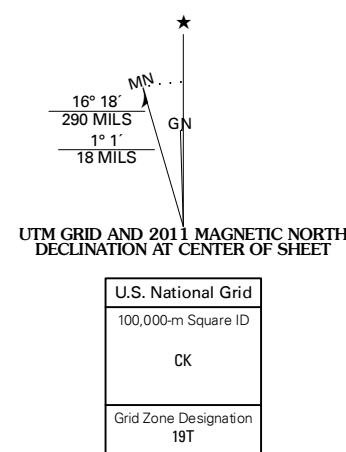 ★
MN
16° 18´
290 MILS
GN
1° 1´
18 MILS
UTM GRID AND 2011 MAGNETIC NORTH
DECLINATION AT CENTER OF SHEET
U.S. National Grid
100,000-m Square ID
CK
Grid Zone Designation
19T